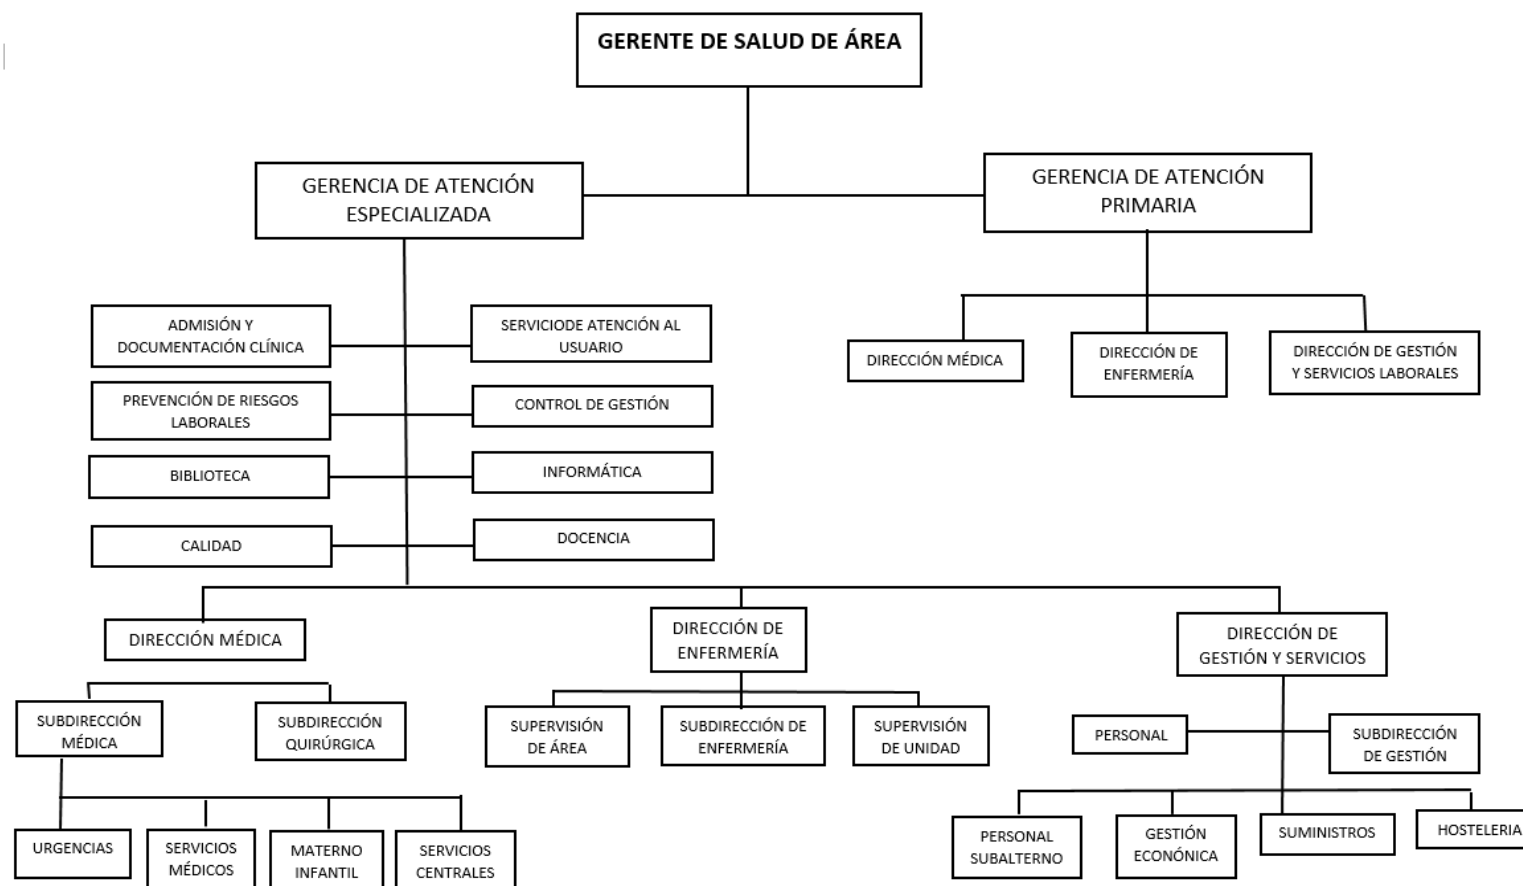 GERENTE DE SALUD DE ÁREA
GERENCIA DE ATENCIÓN
ESPECIALIZADA
GERENCIA DE ATENCIÓN
PRIMARIA
ADMISIÓN Y
DOCUMENTACIÓN CLÍNICA
SERVICIODE ATENCIÓN AL
USUARIO
DIRECCIÓN MÉDICA
DIRECCIÓN DE
ENFERMERÍA
DIRECCIÓN DE GESTIÓN
Y SERVICIOS LABORALES
PREVENCIÓN DE RIESGOS
LABORALES
CONTROL DE GESTIÓN
BIBLIOTECA
INFORMÁTICA
CALIDAD
DOCENCIA
DIRECCIÓN MÉDICA
DIRECCIÓN DE
ENFERMERÍA
DIRECCIÓN DE
GESTIÓN Y SERVICIOS
SUBDIRECCIÓN
MÉDICA
SUBDIRECCIÓN
QUIRÚRGICA
SUPERVISIÓN
DE ÁREA
SUBDIRECCIÓN DE
ENFERMERÍA
SUPERVISIÓN
DE UNIDAD
PERSONAL
SUBDIRECCIÓN
DE GESTIÓN
URGENCIAS
SERVICIOS
MÉDICOS
MATERNO
INFANTIL
SERVICIOS
CENTRALES
PERSONAL
SUBALTERNO
GESTIÓN
ECONÓNICA
SUMINISTROS
HOSTELERIA